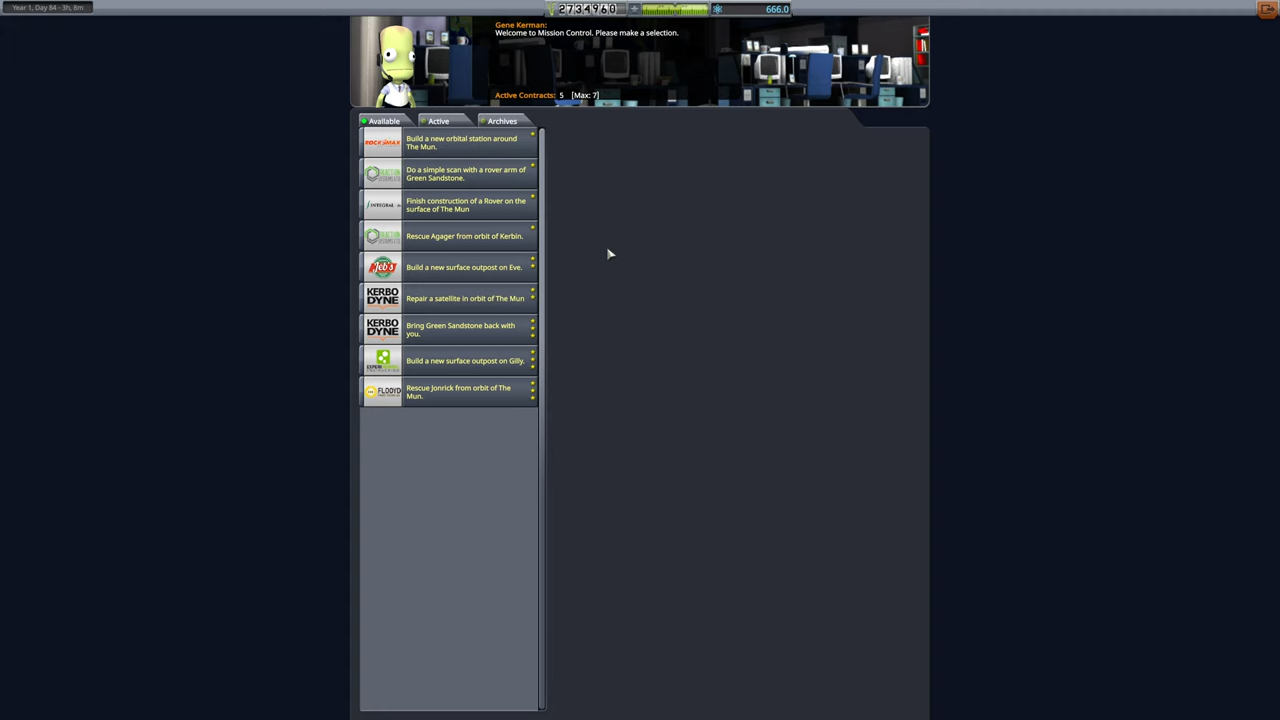 Year 1, Day 84 - 3h, 8m
2734960
666.0
Gene Kerman:
Welcome to Mission Control. Please make a selection.
Active Contracts: 5 [Max: 7]
Available
Active
Archives
ROCKOMAX
Build a new orbital station around
The Mun.
Do a simple scan with a rover arm of
Green Sandstone.
INTEGRAL
Finish construction of a Rover on the
surface of The Mun
Rescue Agager from orbit of Kerbin.
Jeb's
Build a new surface outpost on Eve.
KERBO
DYNE
Repair a satellite in orbit of The Mun
KERBO
DYNE
Bring Green Sandstone back with
you.
Build a new surface outpost on Gilly.
FLOOYD
Rescue Jonrick from orbit of The
Mun.